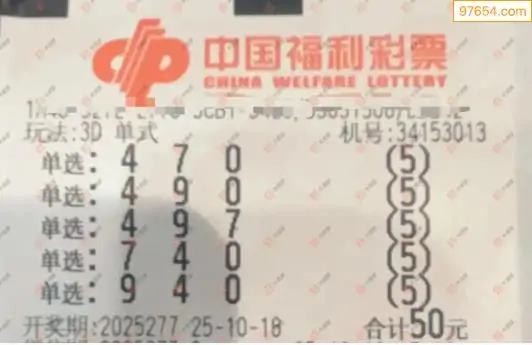 97654.com
中国福利彩票
CHINA WELFARE LOTTERY
玩法:3D 单式 机号:34153013
单选: 4 7 0 (5)
单选: 4 9 0 (5)
单选: 4 9 7 (5)
单选: 7 4 0 (5)
单选: 9 4 0 (5)
开奖期:2025277 25-10-18 合计50元